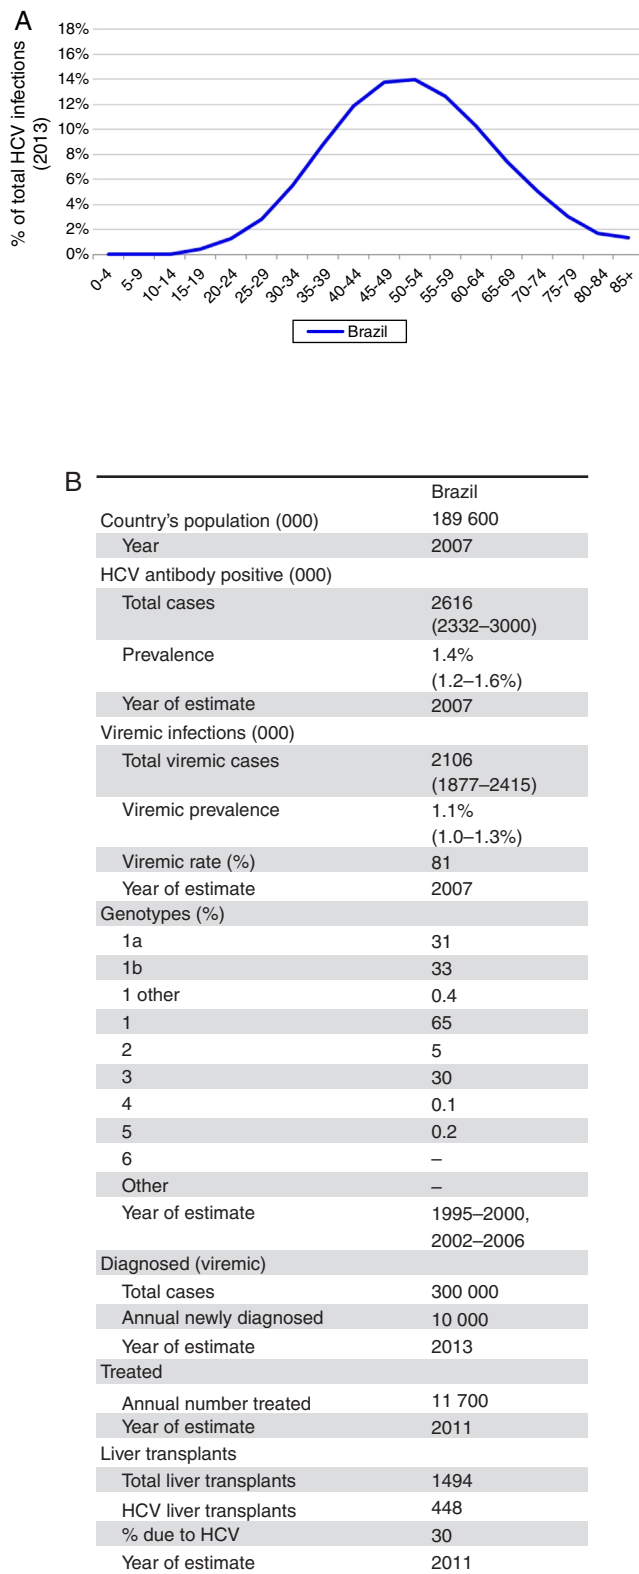 A
% of total HCV infections
(2013)
18%
16%
14%
12%
10%
8%
6%
4%
2%
0%
0-4 5-9 10-14 15-19 20-24 25-29 30-34 35-39 40-44 45-49 50-54 55-59 60-64 65-69 70-74 75-79 80-84 85+
Brazil
B
Brazil
Country's population (000) 189 600
Year 2007
HCV antibody positive (000)
Total cases 2616
(2332–3000)
Prevalence 1.4%
(1.2–1.6%)
Year of estimate 2007
Viremic infections (000)
Total viremic cases 2106
(1877–2415)
Viremic prevalence 1.1%
(1.0–1.3%)
Viremic rate (%) 81
Year of estimate 2007
Genotypes (%)
1a 31
1b 33
1 other 0.4
1 65
2 5
3 30
4 0.1
5 0.2
6 –
Other –
Year of estimate 1995–2000,
2002–2006
Diagnosed (viremic)
Total cases 300 000
Annual newly diagnosed 10 000
Year of estimate 2013
Treated
Annual number treated 11 700
Year of estimate 2011
Liver transplants
Total liver transplants 1494
HCV liver transplants 448
% due to HCV 30
Year of estimate 2011